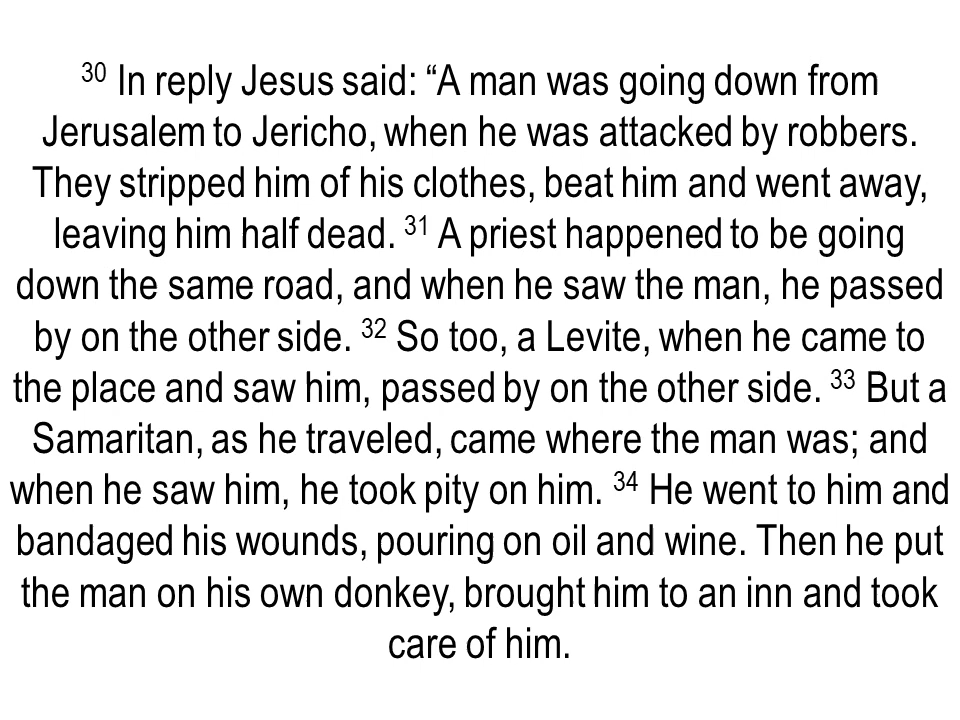 30 In reply Jesus said: “A man was going down from
Jerusalem to Jericho, when he was attacked by robbers.
They stripped him of his clothes, beat him and went away,
leaving him half dead. 31 A priest happened to be going
down the same road, and when he saw the man, he passed
by on the other side. 32 So too, a Levite, when he came to
the place and saw him, passed by on the other side. 33 But a
Samaritan, as he traveled, came where the man was; and
when he saw him, he took pity on him. 34 He went to him and
bandaged his wounds, pouring on oil and wine. Then he put
the man on his own donkey, brought him to an inn and took
care of him.